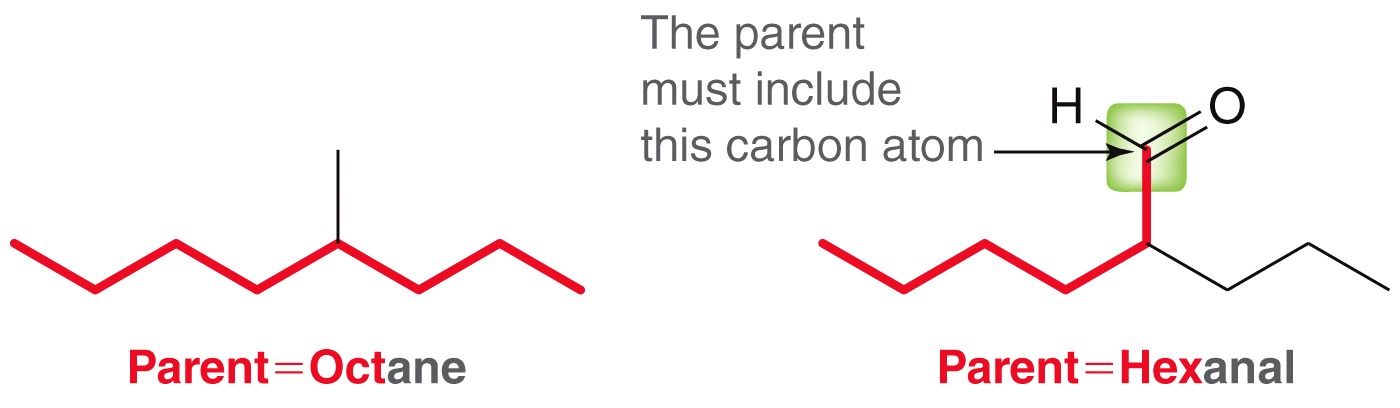 The parent
must include
this carbon atom
H
O
Parent=Octane
Parent=Hexanal